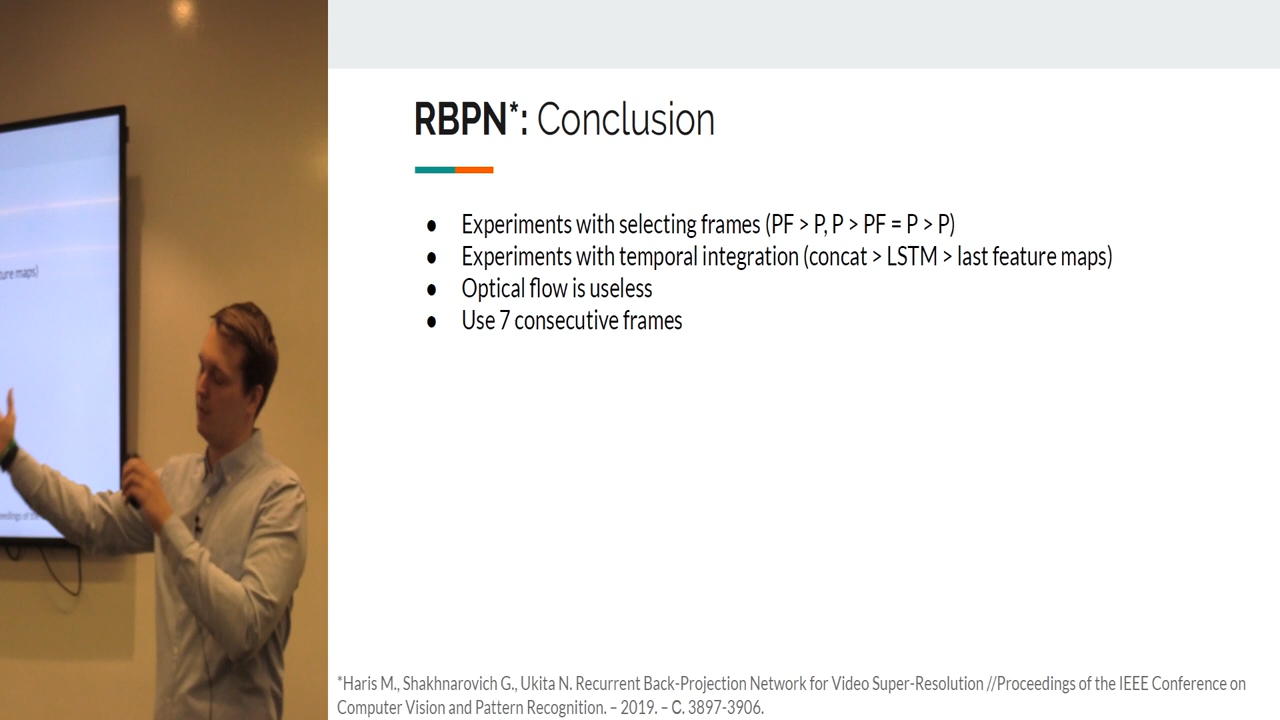 RBPN*: Conclusion
● Experiments with selecting frames (PF > P, P > PF = P > P)
● Experiments with temporal integration (concat > LSTM > last feature maps)
● Optical flow is useless
● Use 7 consecutive frames
ture maps)
*Haris M., Shakhnarovich G., Ukita N. Recurrent Back-Projection Network for Video Super-Resolution //Proceedings of the IEEE Conference on
Computer Vision and Pattern Recognition. – 2019. – С. 3897-3906.